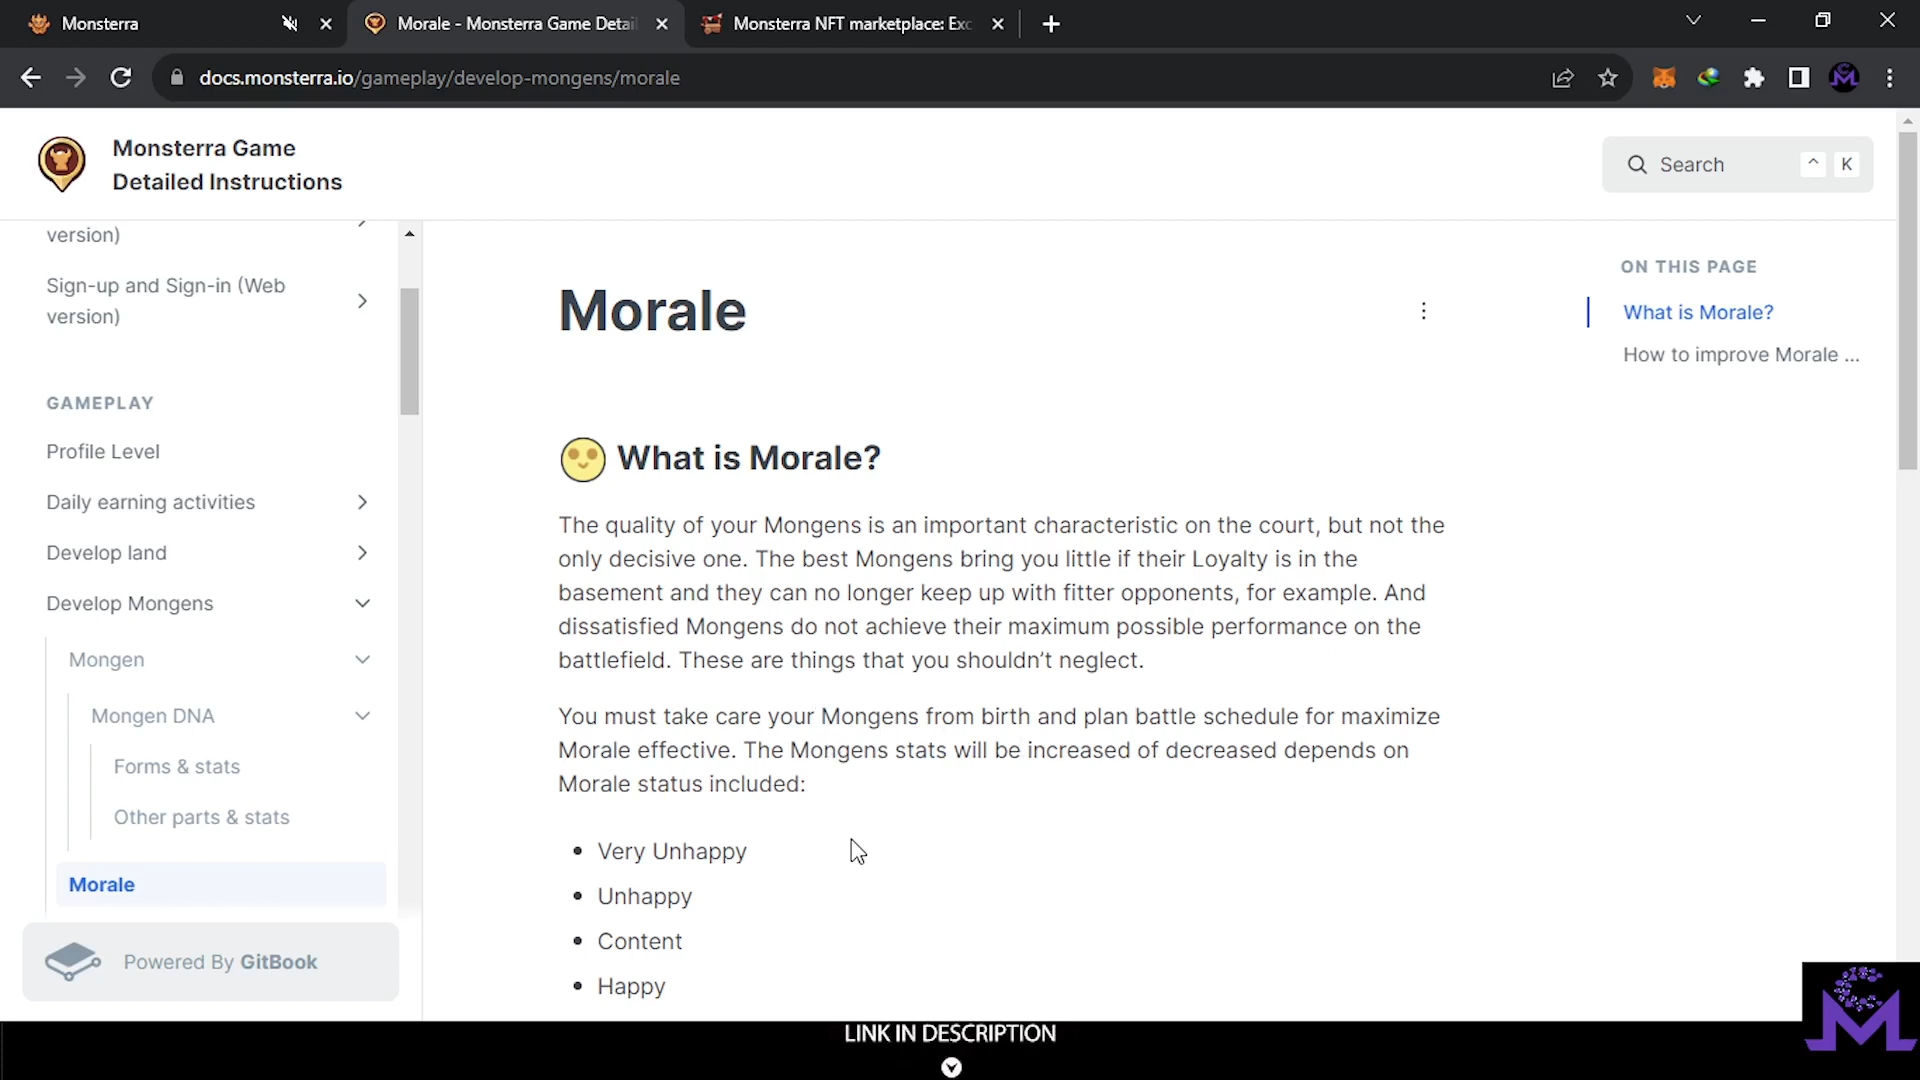 Monsterra
Morale - Monsterra Game Detail
Monsterra NFT marketplace: Exc
docs.monsterra.io/gameplay/develop-mongens/morale
Monsterra Game
Detailed Instructions
Search
^ K
version)
Sign-up and Sign-in (Web
version)
GAMEPLAY
Profile Level
Daily earning activities
Develop land
Develop Mongens
Mongen
Mongen DNA
Forms & stats
Other parts & stats
Morale
Powered By GitBook
Morale
What is Morale?
The quality of your Mongens is an important characteristic on the court, but not the
only decisive one. The best Mongens bring you little if their Loyalty is in the
basement and they can no longer keep up with fitter opponents, for example. And
dissatisfied Mongens do not achieve their maximum possible performance on the
battlefield. These are things that you shouldn’t neglect.
You must take care your Mongens from birth and plan battle schedule for maximize
Morale effective. The Mongens stats will be increased of decreased depends on
Morale status included:
• Very Unhappy
• Unhappy
• Content
• Happy
ON THIS PAGE
What is Morale?
How to improve Morale ...
LINK IN DESCRIPTION